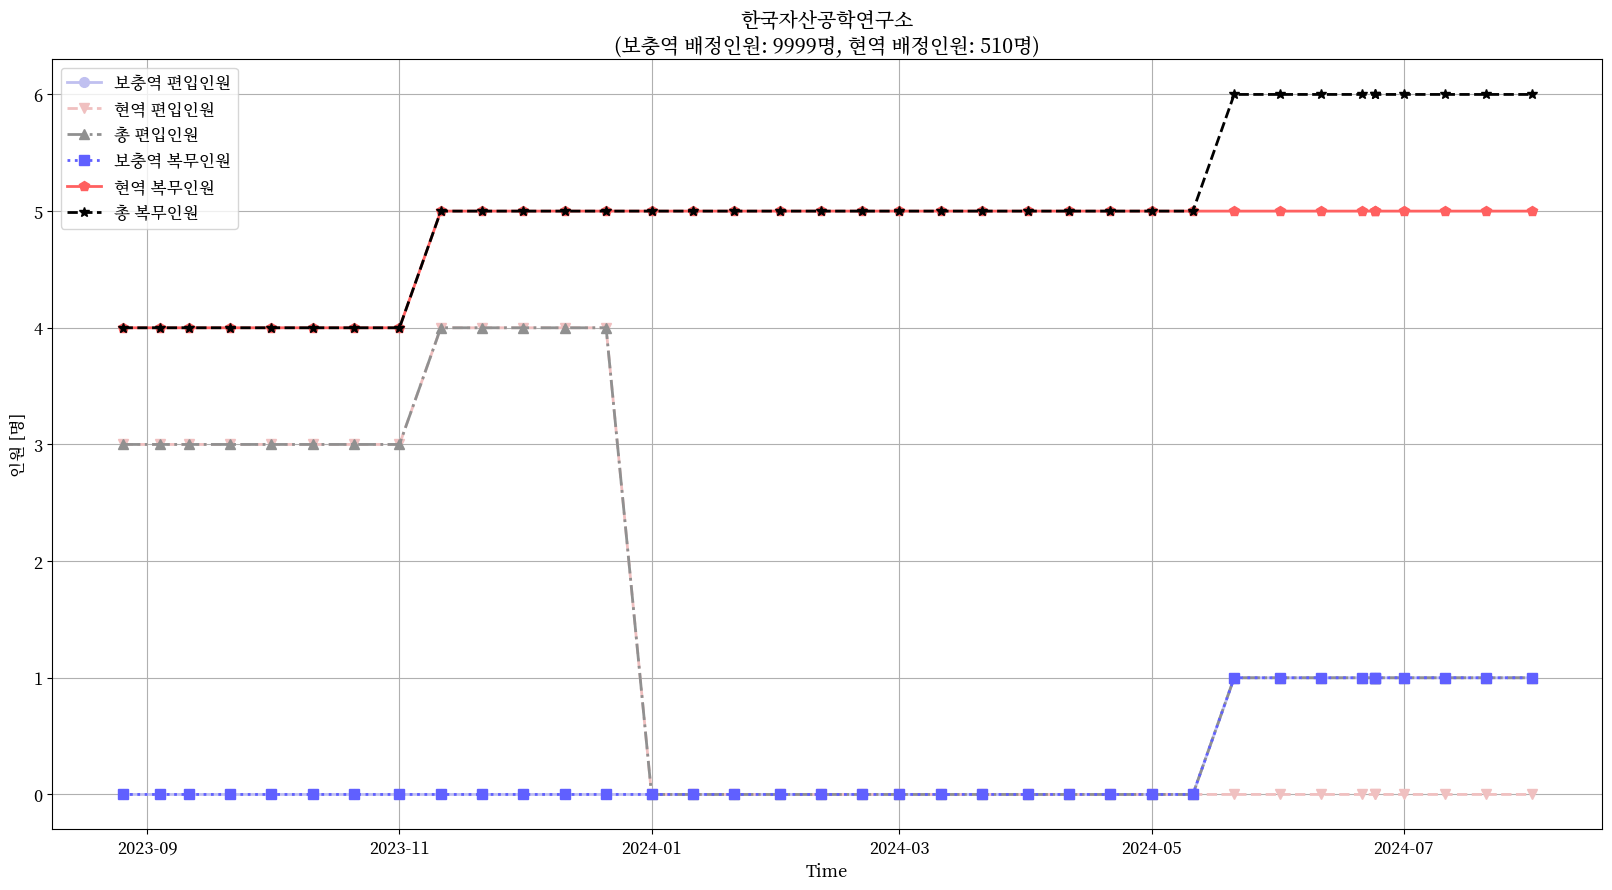 한국자산공학연구소
(보충역 배정인원: 9999명, 현역 배정인원: 510명)
보충역 편입인원
현역 편입인원
총 편입인원
보충역 복무인원
현역 복무인원
총 복무인원
인원 [명]
6
5
4
3
2
1
0
2023-09
2023-11
2024-01
2024-03
2024-05
2024-07
Time